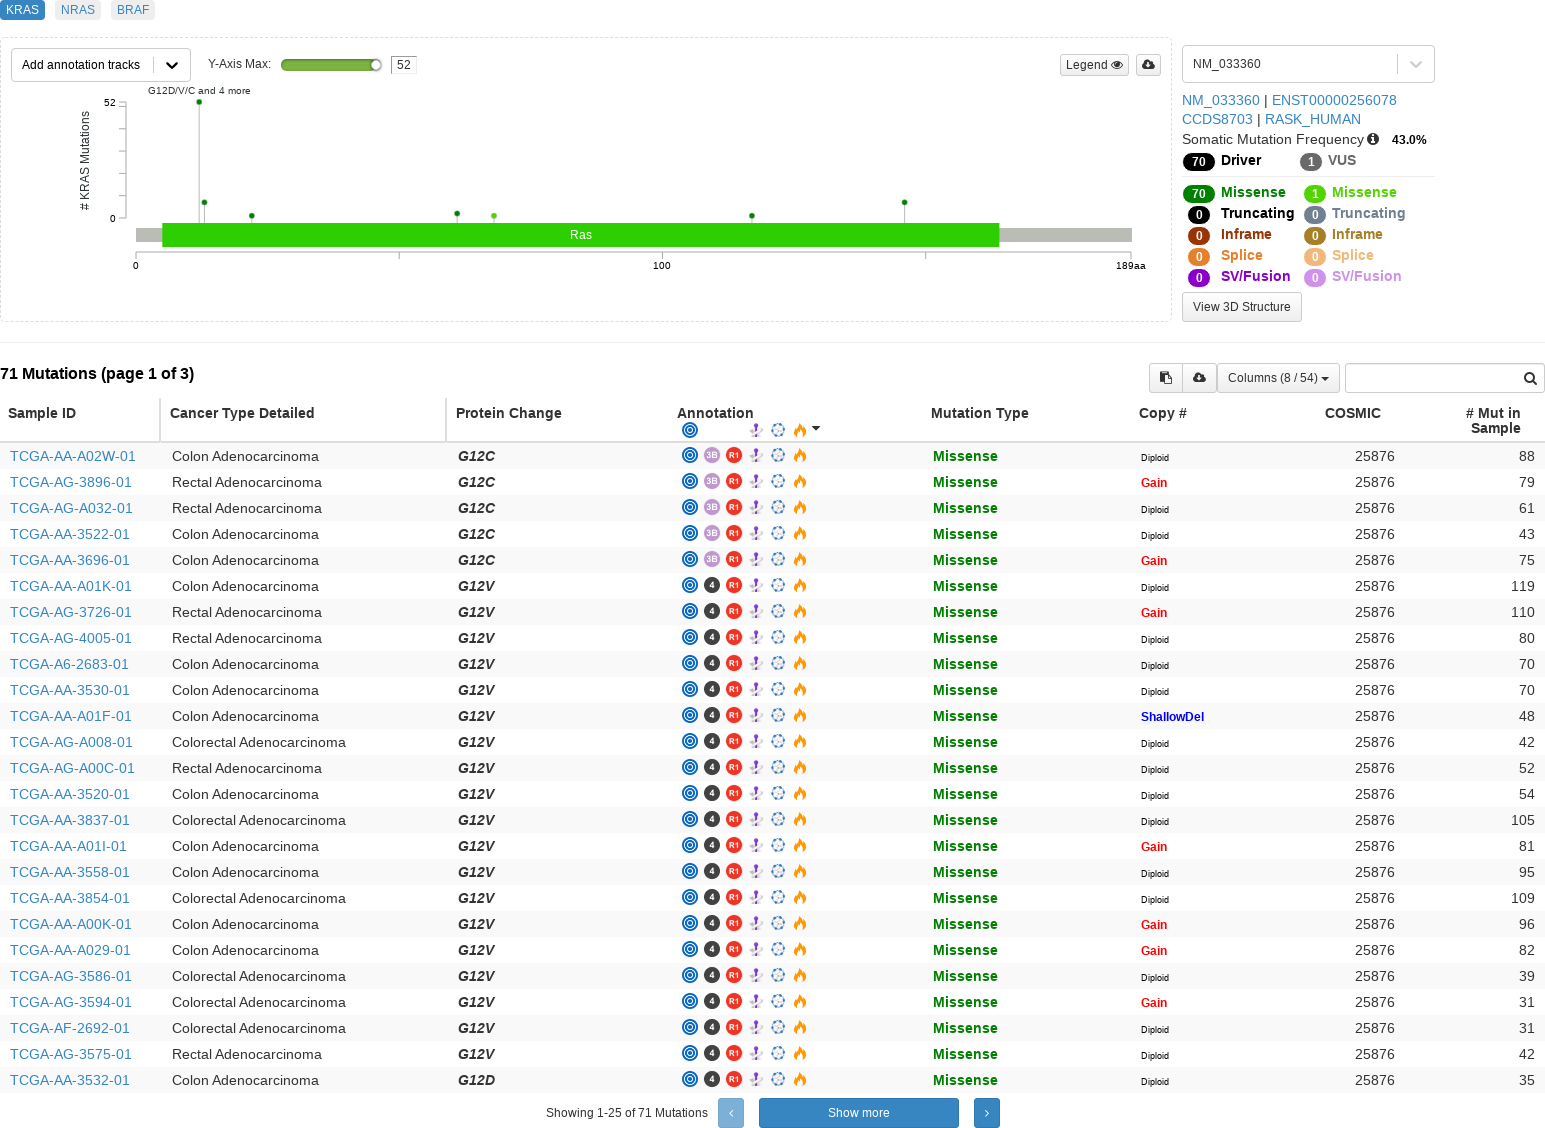 KRAS NRAS BRAF
Add annotation tracks Y-Axis Max: 52 Legend
G12D/V/C and 4 more
52
# KRAS Mutations
0
Ras
0 100 189aa
NM_033360
NM_033360 | ENST00000256078
CCDS8703 | RASK_HUMAN
Somatic Mutation Frequency 43.0%
70 Driver 1 VUS
70 Missense 1 Missense
0 Truncating 0 Truncating
0 Inframe 0 Inframe
0 Splice 0 Splice
0 SV/Fusion 0 SV/Fusion
View 3D Structure
71 Mutations (page 1 of 3) Columns (8 / 54)
Sample ID Cancer Type Detailed Protein Change Annotation Mutation Type Copy # COSMIC # Mut in
Sample
TCGA-AA-A02W-01 Colon Adenocarcinoma G12C 3B R1 Missense Diploid 25876 88
TCGA-AG-3896-01 Rectal Adenocarcinoma G12C 3B R1 Missense Gain 25876 79
TCGA-AG-A032-01 Rectal Adenocarcinoma G12C 3B R1 Missense Diploid 25876 61
TCGA-AA-3522-01 Colon Adenocarcinoma G12C 3B R1 Missense Diploid 25876 43
TCGA-AA-3696-01 Colon Adenocarcinoma G12C 3B R1 Missense Gain 25876 75
TCGA-AA-A01K-01 Colon Adenocarcinoma G12V 4 R1 Missense Diploid 25876 119
TCGA-AG-3726-01 Rectal Adenocarcinoma G12V 4 R1 Missense Gain 25876 110
TCGA-AG-4005-01 Rectal Adenocarcinoma G12V 4 R1 Missense Diploid 25876 80
TCGA-A6-2683-01 Colon Adenocarcinoma G12V 4 R1 Missense Diploid 25876 70
TCGA-AA-3530-01 Colon Adenocarcinoma G12V 4 R1 Missense Diploid 25876 70
TCGA-AA-A01F-01 Colon Adenocarcinoma G12V 4 R1 Missense ShallowDel 25876 48
TCGA-AG-A008-01 Colorectal Adenocarcinoma G12V 4 R1 Missense Diploid 25876 42
TCGA-AG-A00C-01 Rectal Adenocarcinoma G12V 4 R1 Missense Diploid 25876 52
TCGA-AA-3520-01 Colon Adenocarcinoma G12V 4 R1 Missense Diploid 25876 54
TCGA-AA-3837-01 Colorectal Adenocarcinoma G12V 4 R1 Missense Diploid 25876 105
TCGA-AA-A01I-01 Colon Adenocarcinoma G12V 4 R1 Missense Gain 25876 81
TCGA-AA-3558-01 Colon Adenocarcinoma G12V 4 R1 Missense Diploid 25876 95
TCGA-AA-3854-01 Colorectal Adenocarcinoma G12V 4 R1 Missense Diploid 25876 109
TCGA-AA-A00K-01 Colon Adenocarcinoma G12V 4 R1 Missense Gain 25876 96
TCGA-AA-A029-01 Colon Adenocarcinoma G12V 4 R1 Missense Gain 25876 82
TCGA-AG-3586-01 Colorectal Adenocarcinoma G12V 4 R1 Missense Diploid 25876 39
TCGA-AG-3594-01 Colorectal Adenocarcinoma G12V 4 R1 Missense Gain 25876 31
TCGA-AF-2692-01 Colorectal Adenocarcinoma G12V 4 R1 Missense Diploid 25876 31
TCGA-AG-3575-01 Rectal Adenocarcinoma G12V 4 R1 Missense Diploid 25876 42
TCGA-AA-3532-01 Colon Adenocarcinoma G12D 4 R1 Missense Diploid 25876 35
Showing 1-25 of 71 Mutations ‹ Show more ›